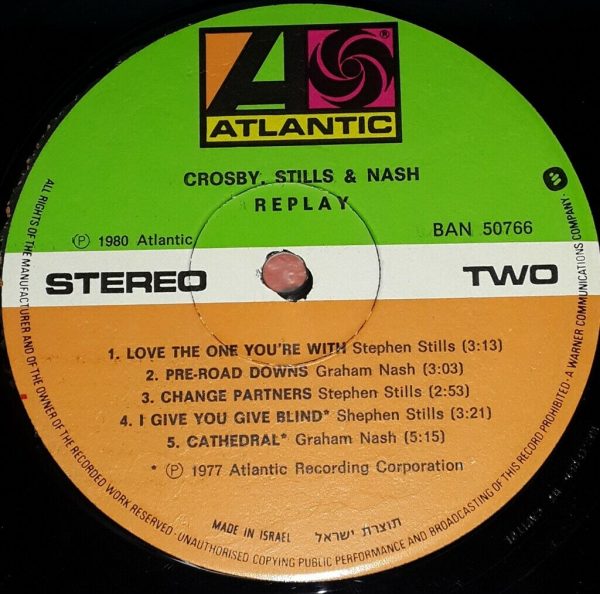 ATLANTIC®
CROSBY, STILLS & NASH
REPLAY
℗ 1980 Atlantic
BAN 50766
STEREO
TWO
1. LOVE THE ONE YOU'RE WITH Stephen Stills (3:13)
2. PRE-ROAD DOWNS Graham Nash (3:03)
3. CHANGE PARTNERS Stephen Stills (2:53)
4. I GIVE YOU GIVE BLIND* Shephen Stills (3:21)
5. CATHEDRAL* Graham Nash (5:15)
* ℗ 1977 Atlantic Recording Corporation
MADE IN ISRAEL תוצרת ישראל
ALL RIGHTS OF THE MANUFACTURER AND OF THE OWNER OF THE RECORDED WORK RESERVED · UNAUTHORISED COPYING PUBLIC PERFORMANCE AND BROADCASTING OF THIS RECORD PROHIBITED · A WARNER COMMUNICATIONS COMPANY ·